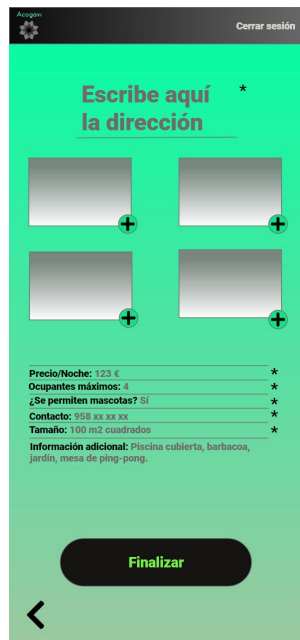 Acogovi
Cerrar sesión
Escribe aquí *
la dirección
Precio/Noche: 123 € *
Ocupantes máximos: 4 *
¿Se permiten mascotas? Sí *
Contacto: 958 xx xx xx *
Tamaño: 100 m2 cuadrados *
Información adicional: Piscina cubierta, barbacoa,
jardín, mesa de ping-pong.
Finalizar